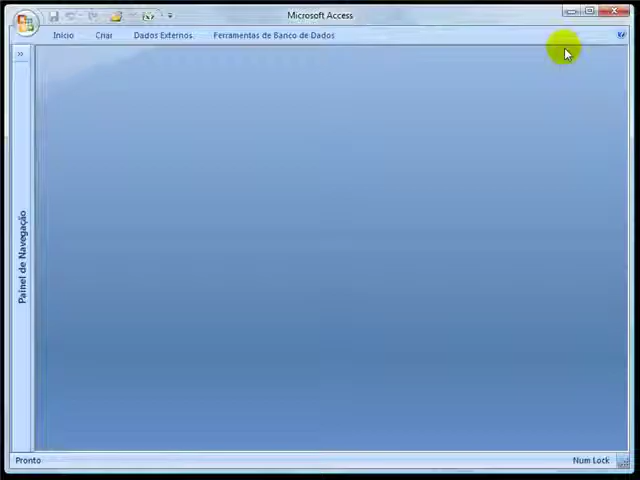 Microsoft Access
Início Criar Dados Externos Ferramentas de Banco de Dados
Painel de Navegação
Pronto Num Lock